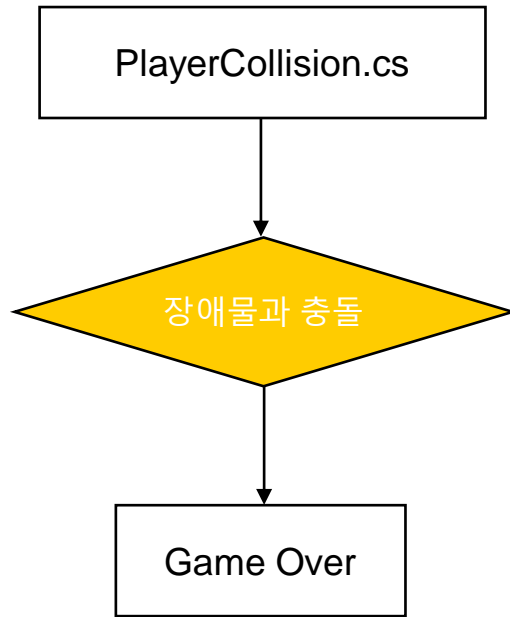 PlayerCollision.cs
장애물과 충돌
Game Over